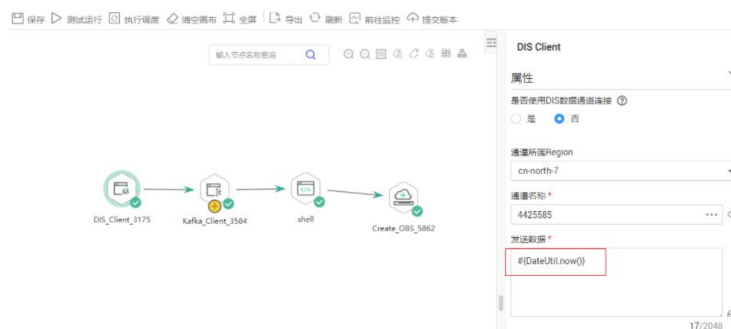 保存 测试运行 执行调度 清空画布 全屏 导出 刷新 前往监控 提交版本
输入节点名称查询
DIS_Client_3175
Kafka_Client_3584
shell
Create_OBS_5862
DIS Client
属性
是否使用DIS数据通道连接
是 否
通道所属Region
cn-north-7
通道名称 *
4425585
发送数据 *
#{DateUtil.now()}
17/2048